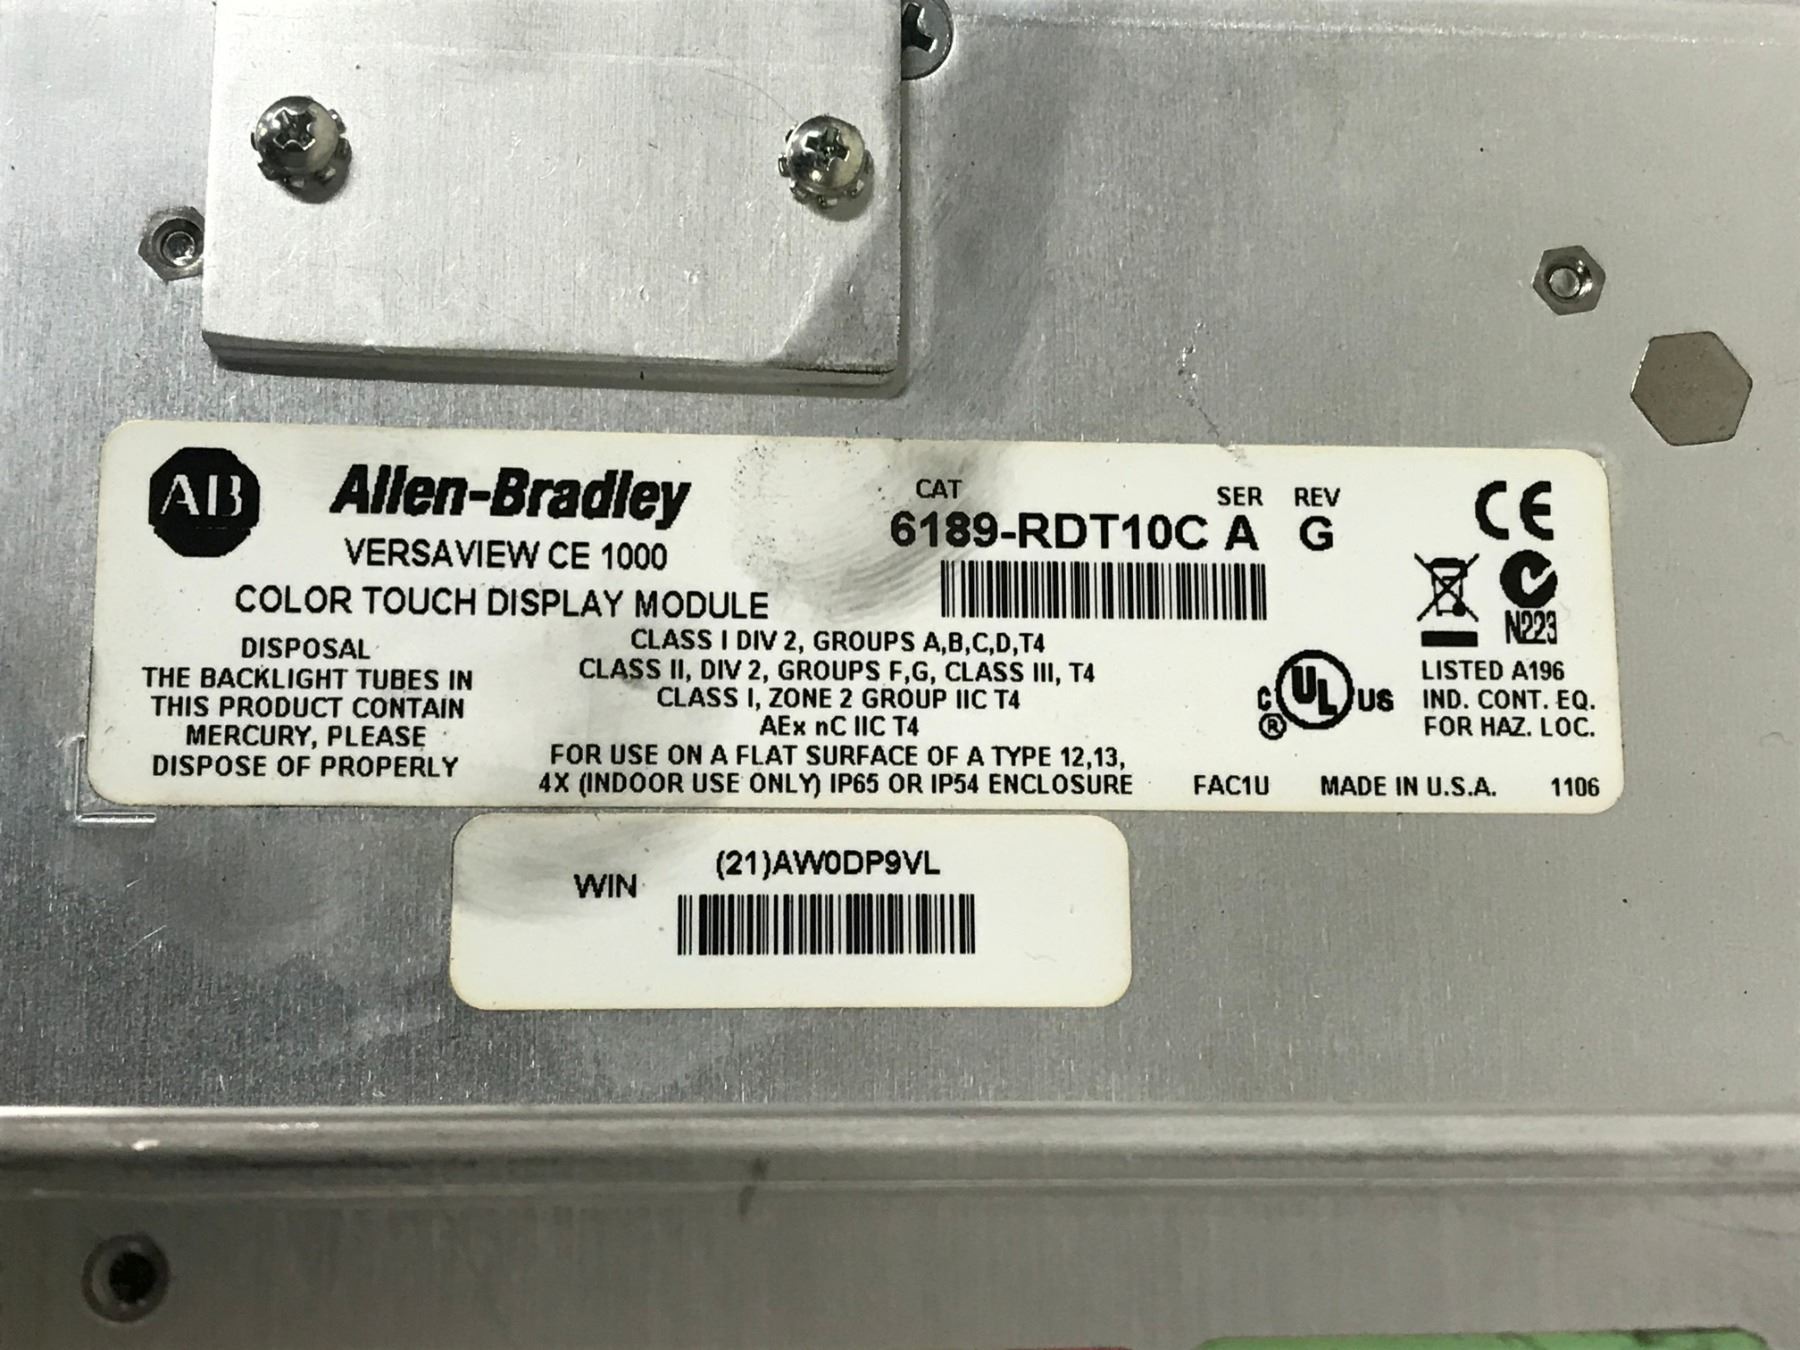 AB Allen-Bradley
VERSAVIEW CE 1000
COLOR TOUCH DISPLAY MODULE
CAT SER REV
6189-RDT10C A G
CE
N223
DISPOSAL
THE BACKLIGHT TUBES IN
THIS PRODUCT CONTAIN
MERCURY, PLEASE
DISPOSE OF PROPERLY
CLASS I DIV 2, GROUPS A,B,C,D,T4
CLASS II, DIV 2, GROUPS F,G, CLASS III, T4
CLASS I, ZONE 2 GROUP IIC T4
AEx nC IIC T4
FOR USE ON A FLAT SURFACE OF A TYPE 12,13,
4X (INDOOR USE ONLY) IP65 OR IP54 ENCLOSURE
C UL US ®
LISTED A196
IND. CONT. EQ.
FOR HAZ. LOC.
FAC1U MADE IN U.S.A. 1106
WIN (21)AW0DP9VL